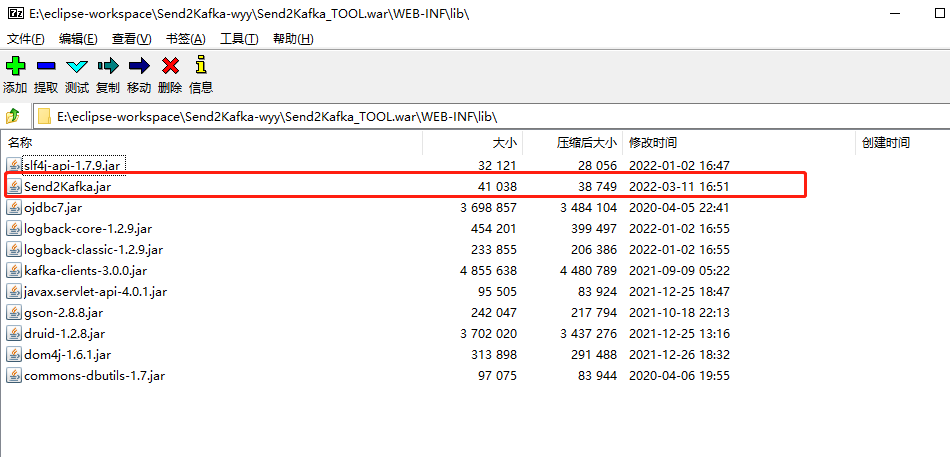 7z E:\eclipse-workspace\Send2Kafka-wyy\Send2Kafka_TOOL.war\WEB-INF\lib\
文件(F) 编辑(E) 查看(V) 书签(A) 工具(T) 帮助(H)
添加 提取 测试 复制 移动 删除 信息
E:\eclipse-workspace\Send2Kafka-wyy\Send2Kafka_TOOL.war\WEB-INF\lib\
名称 大小 压缩后大小 修改时间 创建时间
slf4j-api-1.7.9.jar 32 121 28 056 2022-01-02 16:47
Send2Kafka.jar 41 038 38 749 2022-03-11 16:51
ojdbc7.jar 3 698 857 3 484 104 2020-04-05 22:41
logback-core-1.2.9.jar 454 201 399 497 2022-01-02 16:55
logback-classic-1.2.9.jar 233 855 206 386 2022-01-02 16:55
kafka-clients-3.0.0.jar 4 855 638 4 480 789 2021-09-09 05:22
javax.servlet-api-4.0.1.jar 95 505 83 924 2021-12-25 18:47
gson-2.8.8.jar 242 047 217 794 2021-10-18 22:13
druid-1.2.8.jar 3 702 020 3 437 276 2021-12-25 13:16
dom4j-1.6.1.jar 313 898 291 488 2021-12-26 18:32
commons-dbutils-1.7.jar 97 075 83 944 2020-04-06 19:55